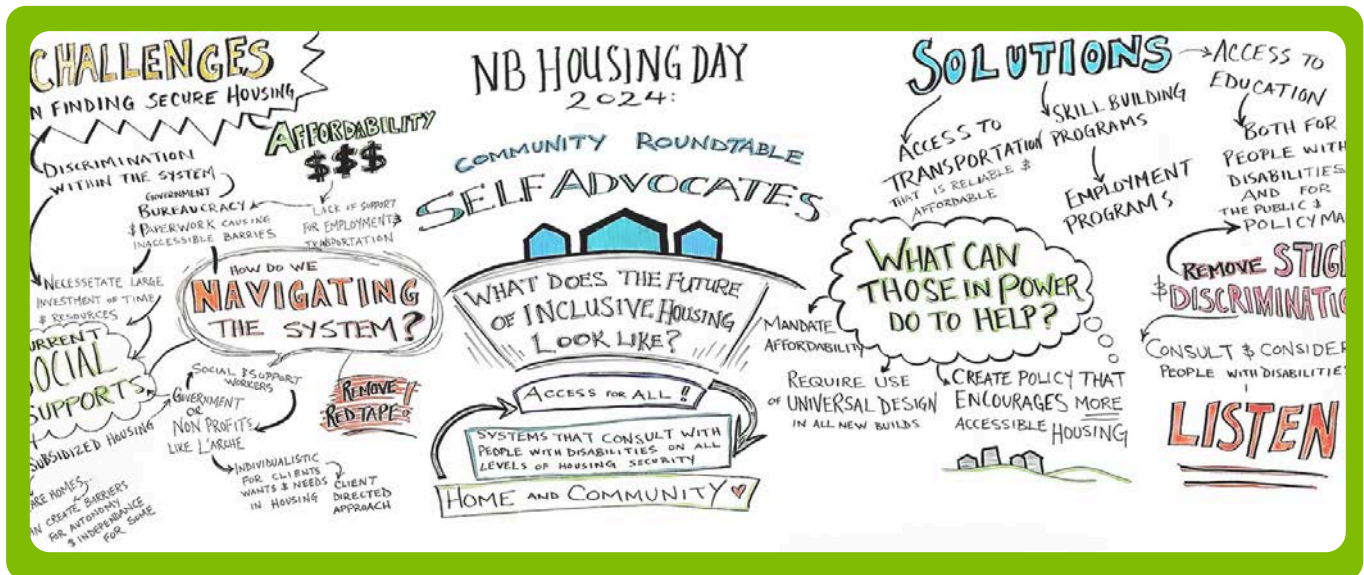 CHALLENGES
N FINDING SECURE HOUSING
AFFORDABILITY
$$$
DISCRIMINATION
WITHIN THE SYSTEM
GOVERNMENT
BUREAUCRACY
& PAPERWORK CAUSING
INACCESSIBLE BARRIES
LACK OF SUPPORT
FOR EMPLOYMENT &
NECESSETATE LARGE
INVESTMENT OF TIME
& RESOURCES
HOW DO WE
NAVIGATING
THE SYSTEM?
URRENT
SOCIAL
SUPPORTS
SUBSIDIZED HOUSING
ARE HOMES...
AN CREATE BARRIERS
FOR AUTONOMY
& INDEPENDANCE
FOR SOME
SOCIAL & SUPPORT
WORKERS
GOVERNMENT
OR
NON PROFITS
LIKE L'ARCHE
INDIVIDUALISTIC
FOR CLIENTS
WANTS & NEEDS
IN HOUSING
CLIENT
DIRECTED
APPROACH
REMOVE
RED TAPE!
NB HOUSING DAY
2024:
COMMUNITY ROUNDTABLE
SELF ADVOCATES
WHAT DOES THE FUTURE
OF INCLUSIVE HOUSING
LOOK LIKE?
ACCESS FOR ALL !!
SYSTEMS THAT CONSULT WITH
PEOPLE WITH DISABILITIES ON ALL
LEVELS OF HOUSING SECURITY
HOME AND COMMUNITY
SOLUTIONS
ACCESS TO
TRANSPORTATION
THAT IS RELIABLE &
AFFORDABLE
SKILL BUILDING
PROGRAMS
EMPLOYMENT
PROGRAMS
ACCESS TO
EDUCATION
BOTH FOR
PEOPLE WITH
DISABILITIES
AND FOR
THE PUBLIC &
POLICY MA
REMOVE STIG
& DISCRIMINATIO
CONSULT & CONSIDER
PEOPLE WITH DISABILITIES
LISTEN
WHAT CAN
THOSE IN POWER
DO TO HELP?
MANDATE
AFFORDABILITY
REQUIRE USE
OF UNIVERSAL DESIGN
IN ALL NEW BUILDS
CREATE POLICY THAT
ENCOURAGES MORE
ACCESSIBLE HOUSING